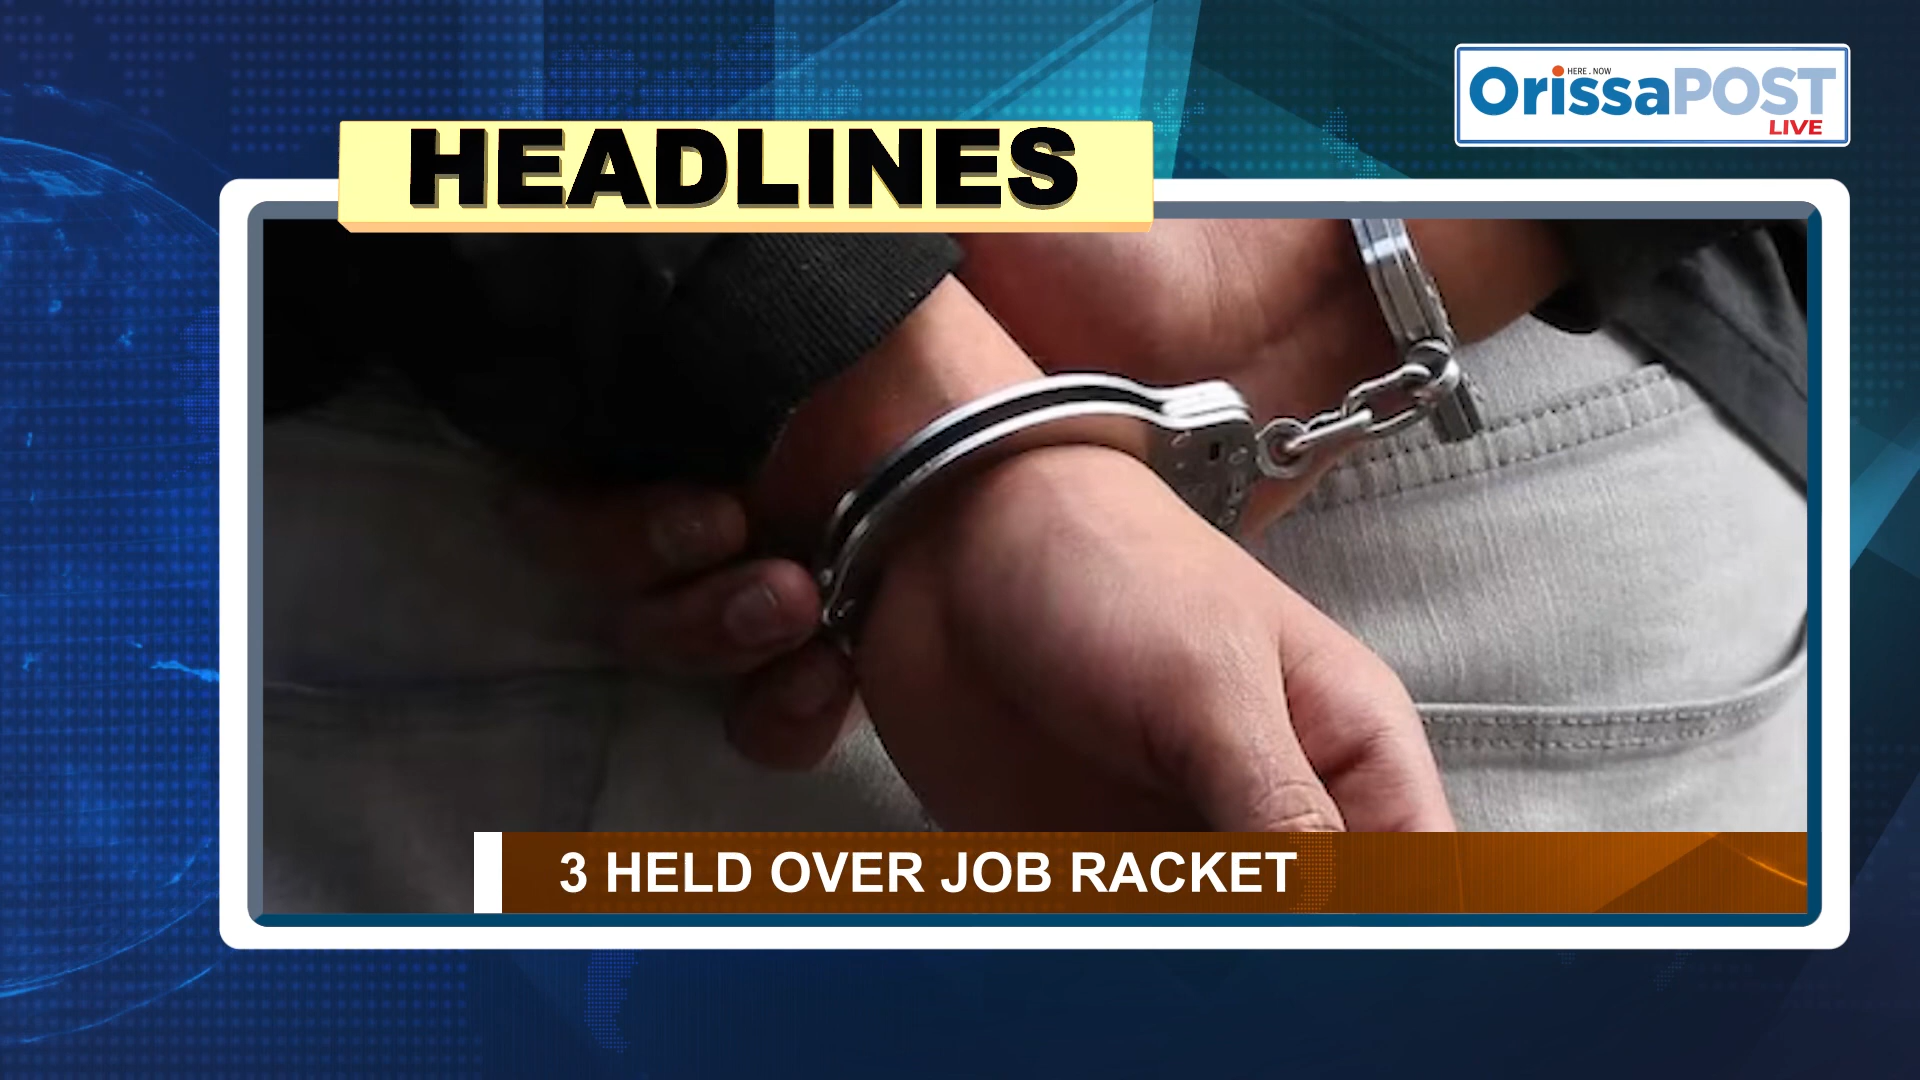 HERE . NOW
OrissaPOST
LIVE
HEADLINES
3 HELD OVER JOB RACKET